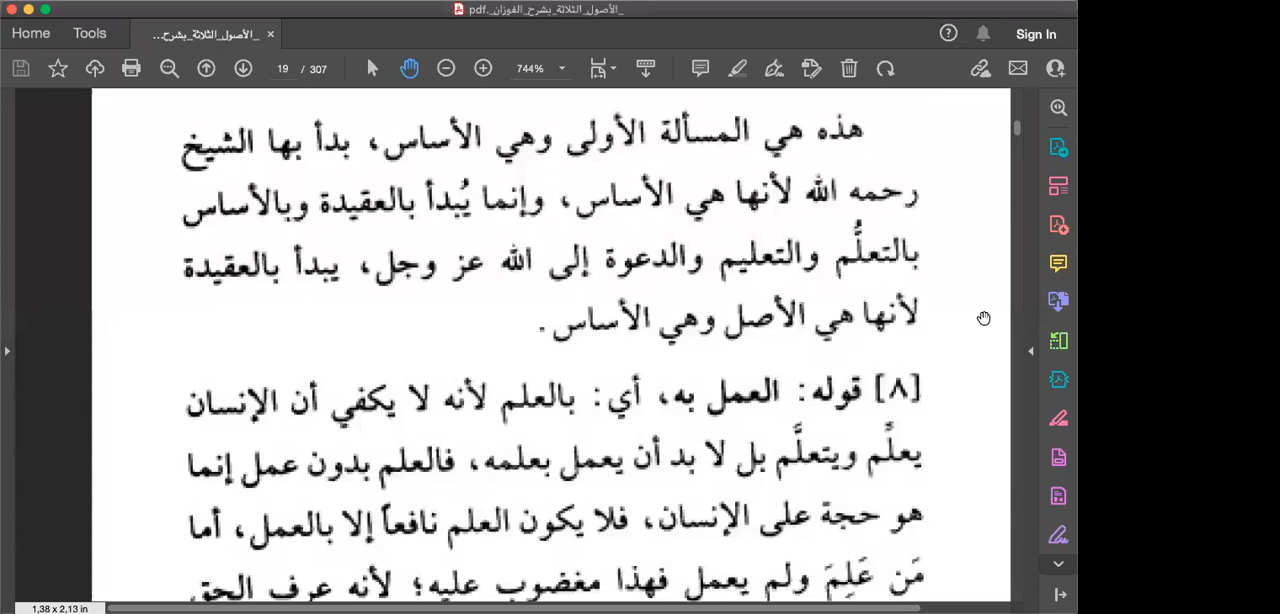 _الأصول_الثلاثة_بشرح_الفوزان_.pdf
Home Tools ..._الأصول_الثلاثة_بشرح_ × Sign In
19 / 307 744%
هذه هي المسألة الأولى وهي الأساس، بدأ بها الشيخ
رحمه الله لأنها هي الأساس، وإنما يُبدأ بالعقيدة وبالأساس
بالتعلُّم والتعليم والدعوة إلى الله عز وجل، يبدأ بالعقيدة
لأنها هي الأصل وهي الأساس.
[٨] قوله: العمل به، أي: بالعلم لأنه لا يكفي أن الإنسان
يعلِّم ويتعلَّم بل لا بد أن يعمل بعلمه، فالعلم بدون عمل إنما
هو حجة على الإنسان، فلا يكون العلم نافعاً إلا بالعمل، أما
مَن عَلِمَ ولم يعمل فهذا مغضوب عليه؛ لأنه عرف الحق
1,38 x 2,13 in